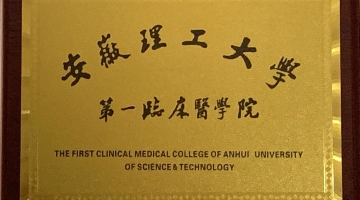 安徽理工大學
第一臨床醫學院
THE FIRST CLINICAL MEDICAL COLLEGE OF ANHUI UNIVERSITY
OF SCIENCE & TECHNOLOGY